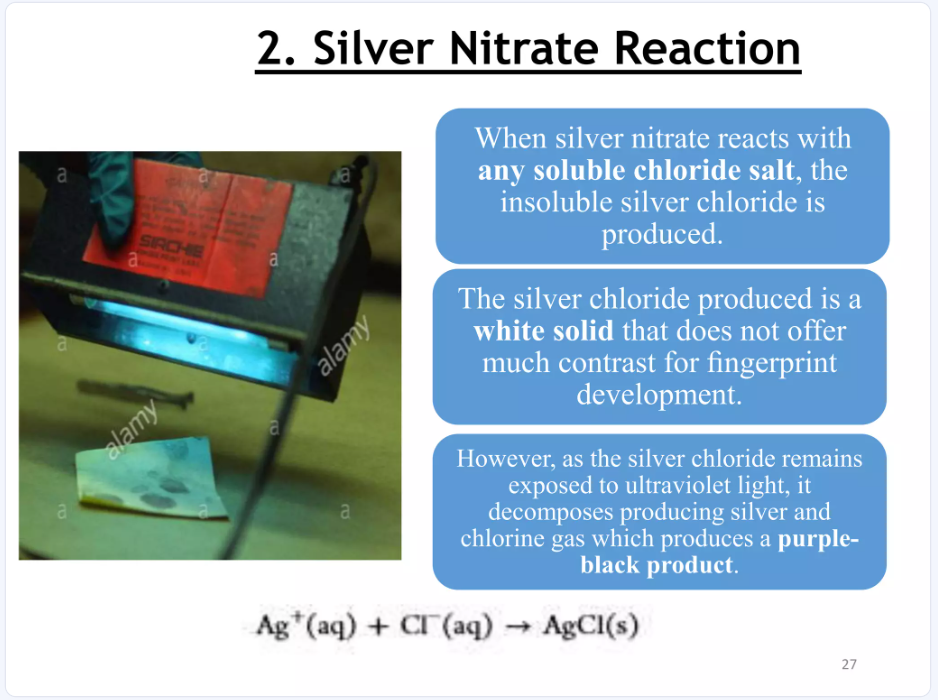 2. Silver Nitrate Reaction
When silver nitrate reacts with
any soluble chloride salt, the
insoluble silver chloride is
produced.
a
a
SIRCHIE
a
a
The silver chloride produced is a
white solid that does not offer
much contrast for fingerprint
development.
a
alamy
alamy
a
However, as the silver chloride remains
exposed to ultraviolet light, it
decomposes producing silver and
chlorine gas which produces a purple-
black product.
a
a
a
Ag⁺(aq) + Cl⁻(aq) → AgCl(s)
27